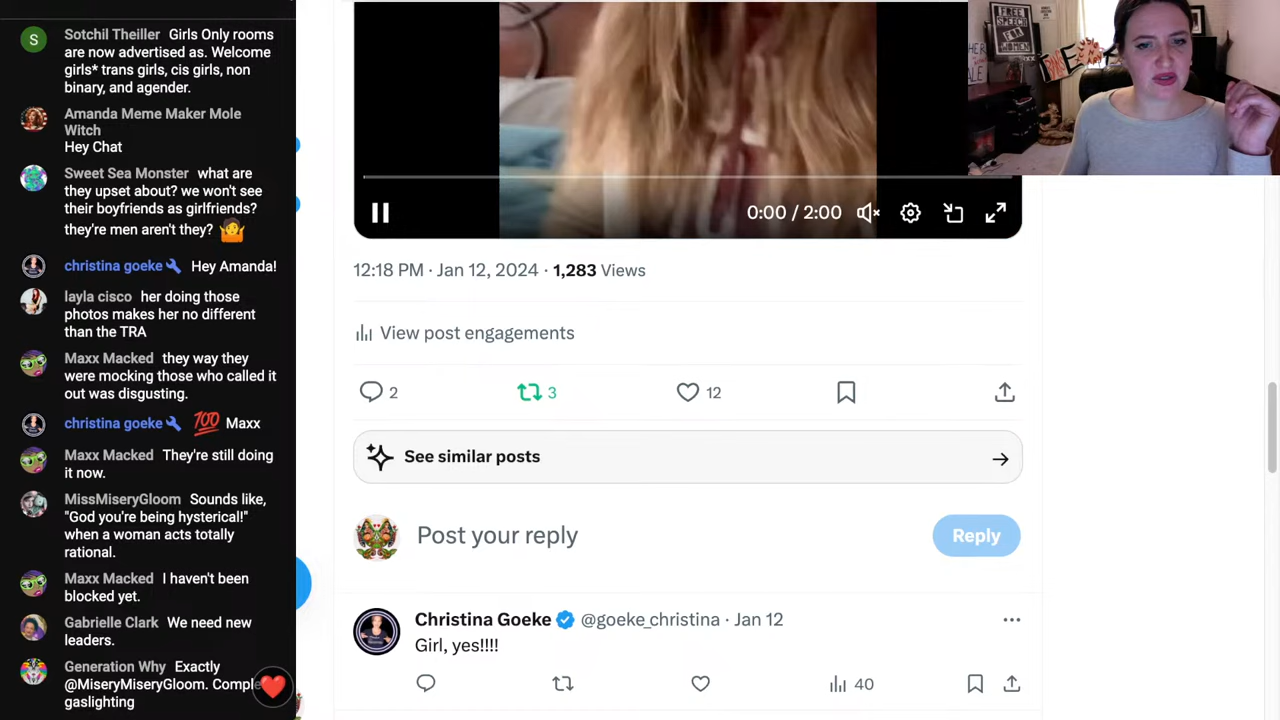 S
Sotchil Theiller Girls Only rooms
are now advertised as. Welcome
girls* trans girls, cis girls, non
binary, and agender.
Amanda Meme Maker Mole
Witch
Hey Chat
Sweet Sea Monster what are
they upset about? we won't see
their boyfriends as girlfriends?
they're men aren't they? 🤷
christina goeke Hey Amanda!
layla cisco her doing those
photos makes her no different
than the TRA
Maxx Macked they way they
were mocking those who called it
out was disgusting.
christina goeke 💯 Maxx
Maxx Macked They're still doing
it now.
MissMiseryGloom Sounds like,
"God you're being hysterical!"
when a woman acts totally
rational.
Maxx Macked I haven't been
blocked yet.
Gabrielle Clark We need new
leaders.
Generation Why Exactly
@MiseryMiseryGloom. Comple
gaslighting
0:00 / 2:00
12:18 PM · Jan 12, 2024 · 1,283 Views
View post engagements
2 3 12
See similar posts
Post your reply
Reply
Christina Goeke @goeke_christina · Jan 12
Girl, yes!!!!
40
FREE
SPEECH
FOR
WOMEN